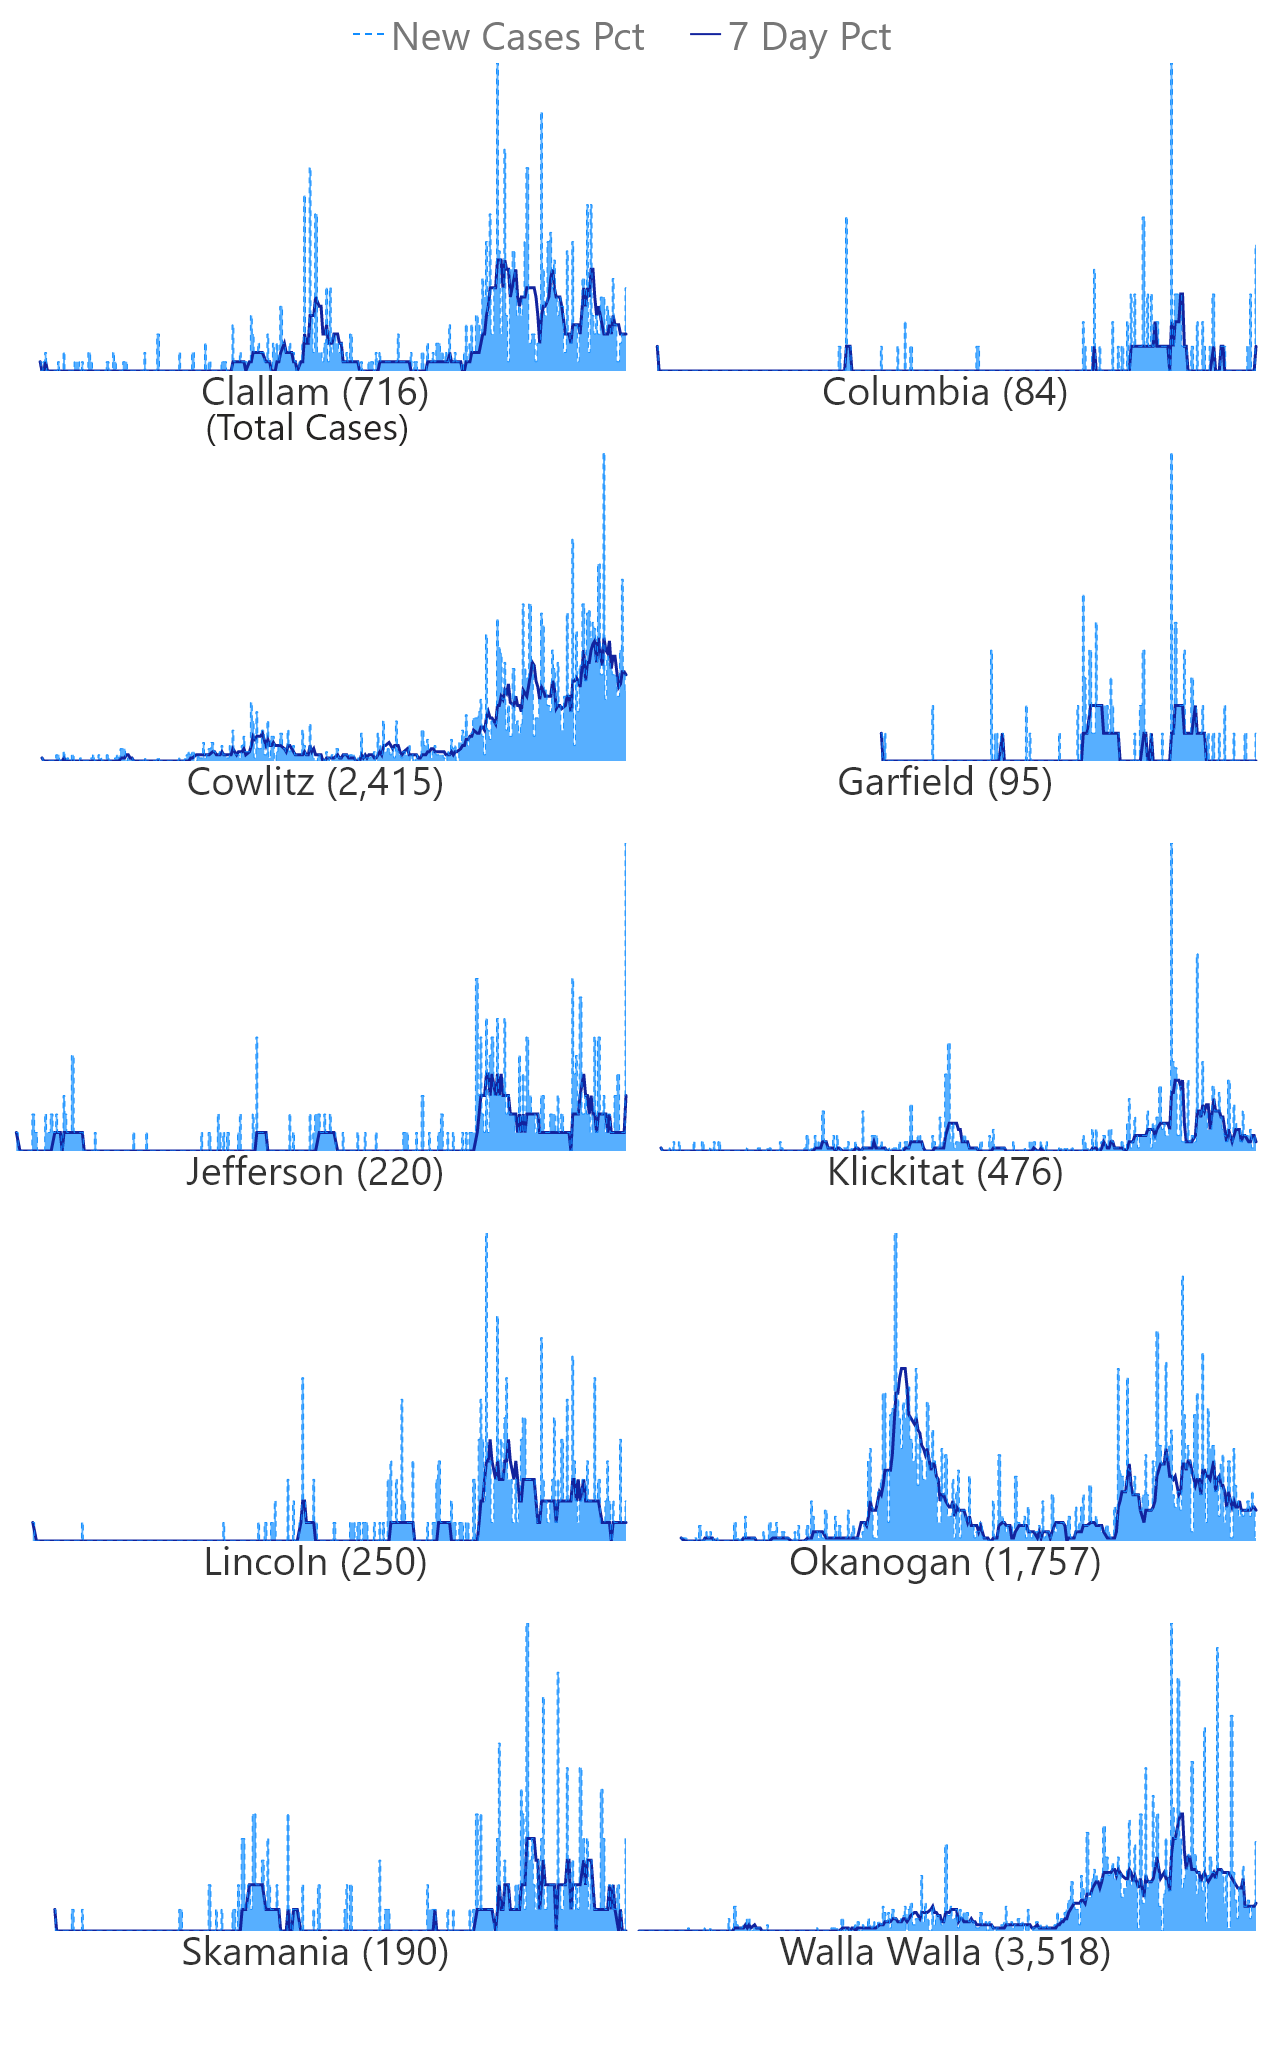 New Cases Pct 7 Day Pct
Clallam (716) Columbia (84)
(Total Cases)
Cowlitz (2,415) Garfield (95)
Jefferson (220) Klickitat (476)
Lincoln (250) Okanogan (1,757)
Skamania (190) Walla Walla (3,518)